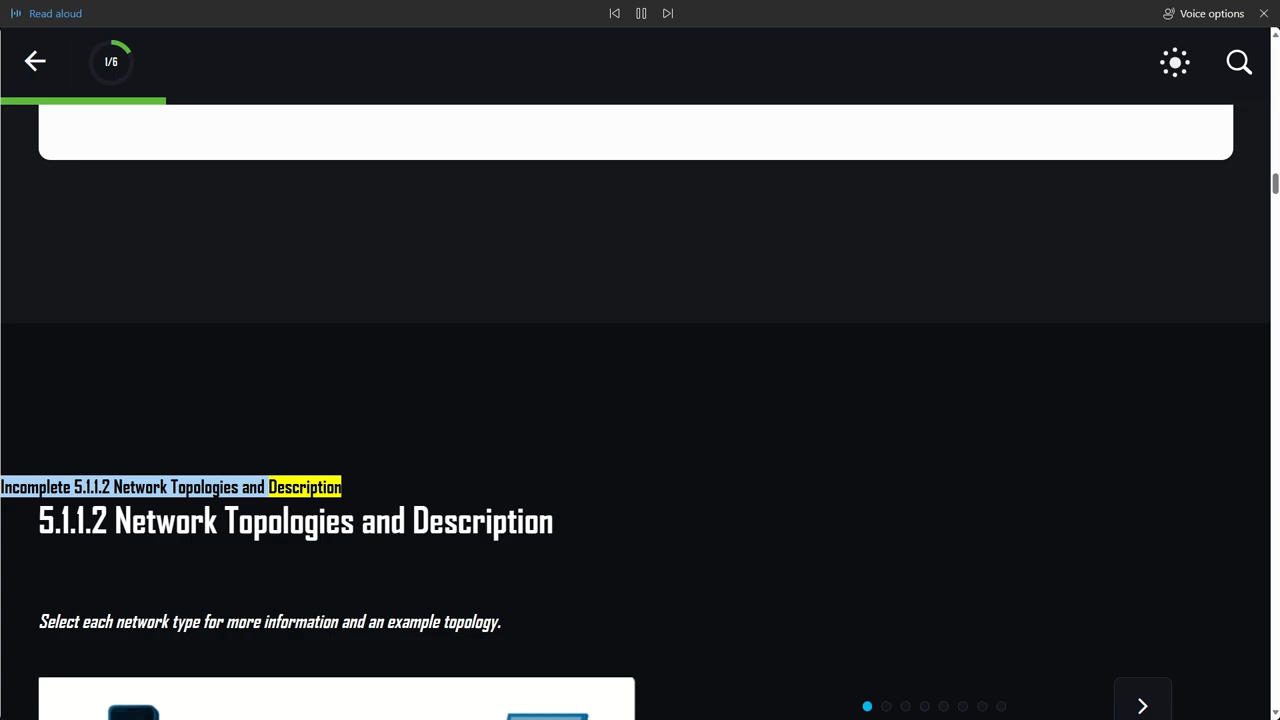 Read aloud
Voice options
1/6
Incomplete 5.1.1.2 Network Topologies and Description
5.1.1.2 Network Topologies and Description
Select each network type for more information and an example topology.